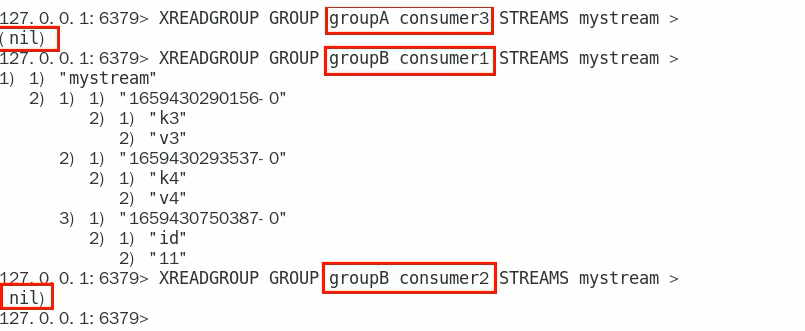 127. 0. 0. 1: 6379> XREADGROUP GROUP groupA consumer3 STREAMS mystream >
(nil)
127. 0. 0. 1: 6379> XREADGROUP GROUP groupB consumer1 STREAMS mystream >
1) 1) "mystream"
2) 1) 1) "1659430290156- 0"
2) 1) "k3"
2) "v3"
2) 1) "1659430293537- 0"
2) 1) "k4"
2) "v4"
3) 1) "1659430750387- 0"
2) 1) "id"
2) "11"
127. 0. 0. 1: 6379> XREADGROUP GROUP groupB consumer2 STREAMS mystream >
nil)
127. 0. 0. 1: 6379>